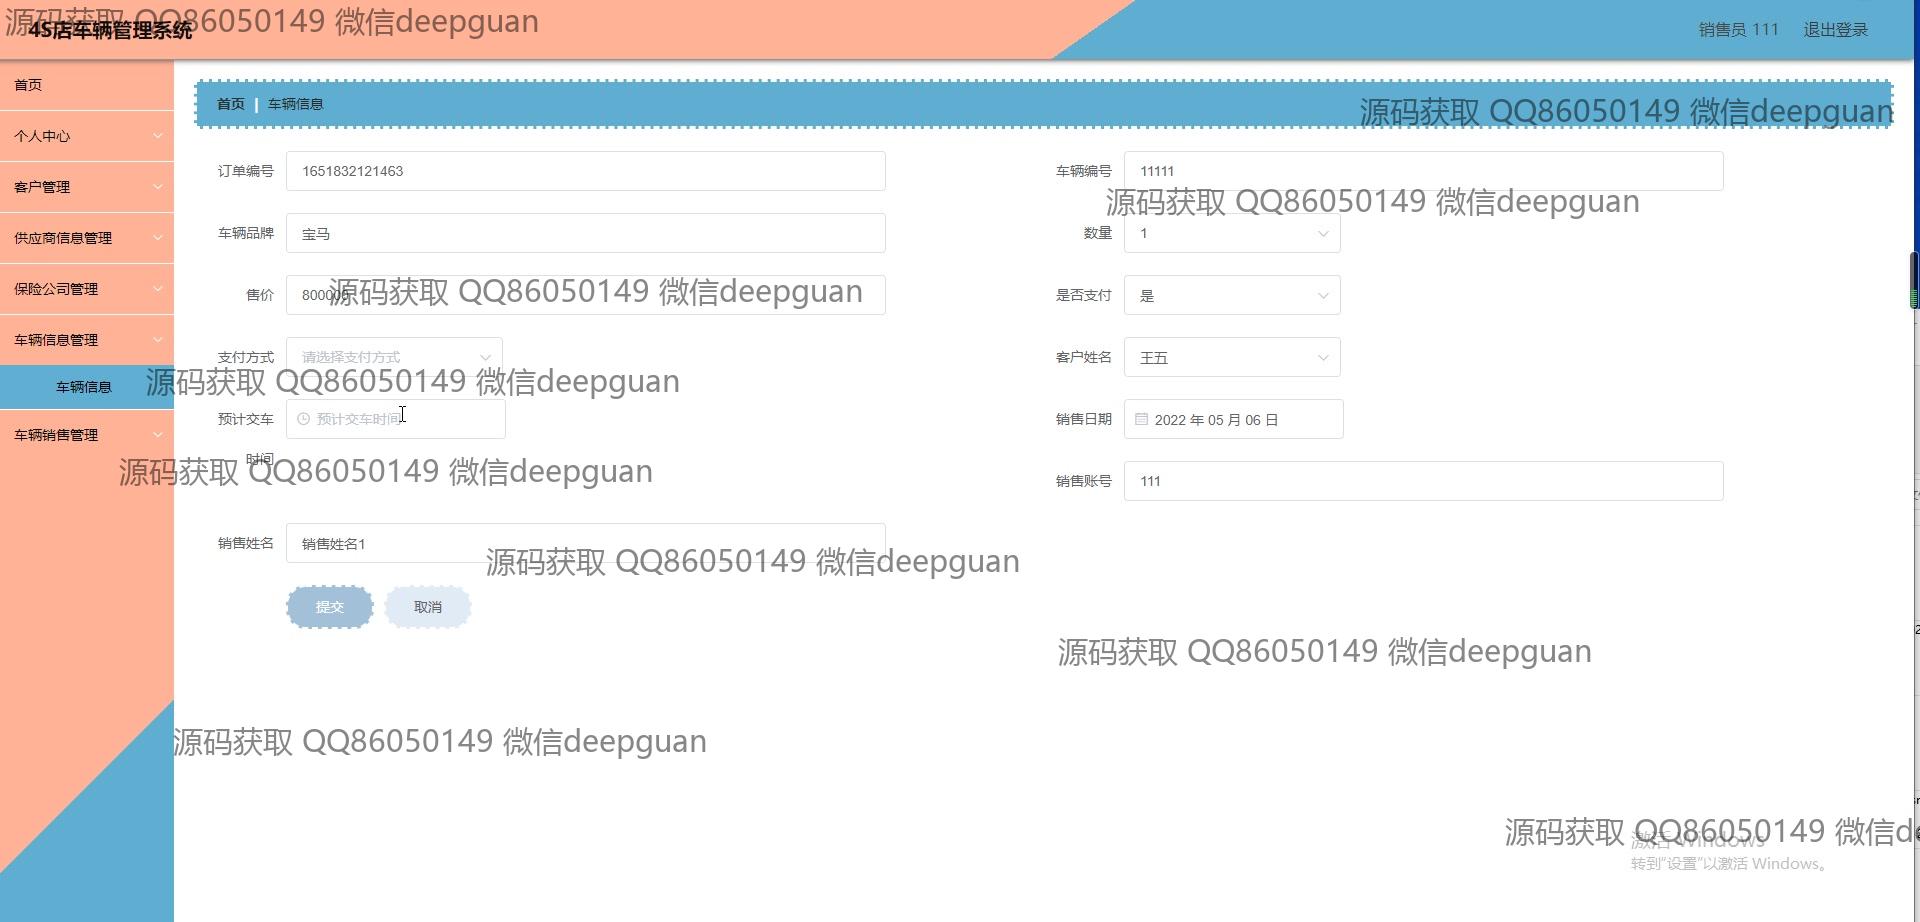 4S店车辆管理系统
源码获取 QQ86050149 微信deepguan
销售员 111
退出登录
首页
个人中心
客户管理
供应商信息管理
保险公司管理
车辆信息管理
车辆信息
车辆销售管理
首页 | 车辆信息
源码获取 QQ86050149 微信deepguan
订单编号 1651832121463
车辆编号 11111
源码获取 QQ86050149 微信deepguan
车辆品牌 宝马
数量 1
售价
源码获取 QQ86050149 微信deepguan
是否支付 是
支付方式 请选择支付方式
客户姓名 王五
源码获取 QQ86050149 微信deepguan
预计交车时间 预计交车时间
销售日期 2022 年 05 月 06 日
源码获取 QQ86050149 微信deepguan
销售账号 111
销售姓名 销售姓名1
源码获取 QQ86050149 微信deepguan
提交
取消
源码获取 QQ86050149 微信deepguan
源码获取 QQ86050149 微信deepguan
源码获取 QQ86050149 微信d
激活 Windows
转到"设置"以激活 Windows。